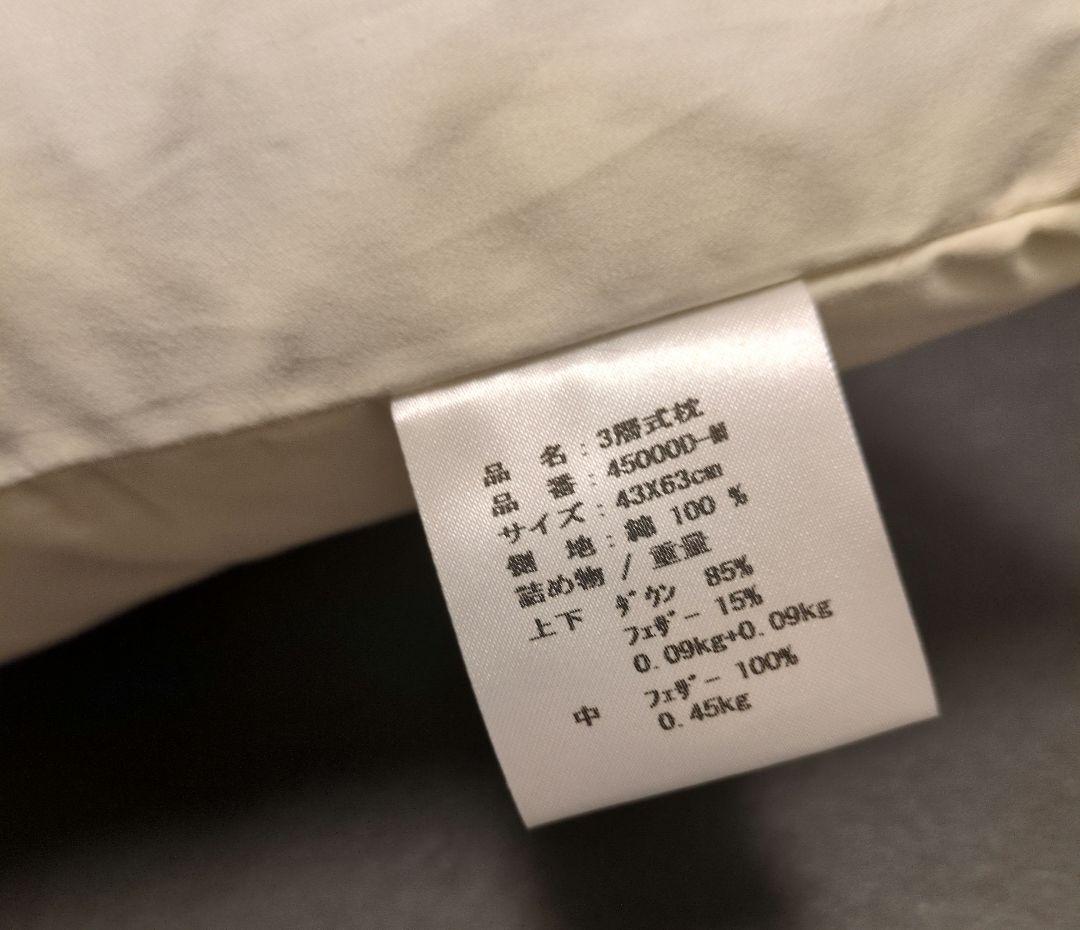 品 名:3層式枕
品 番:45000D-
サイズ:43X63cm
側 地:綿 100 %
詰め物 / 重量
上下 ダウン 85%
フェザー 15%
0.09kg+0.09kg
中 フェザー 100%
0.45kg